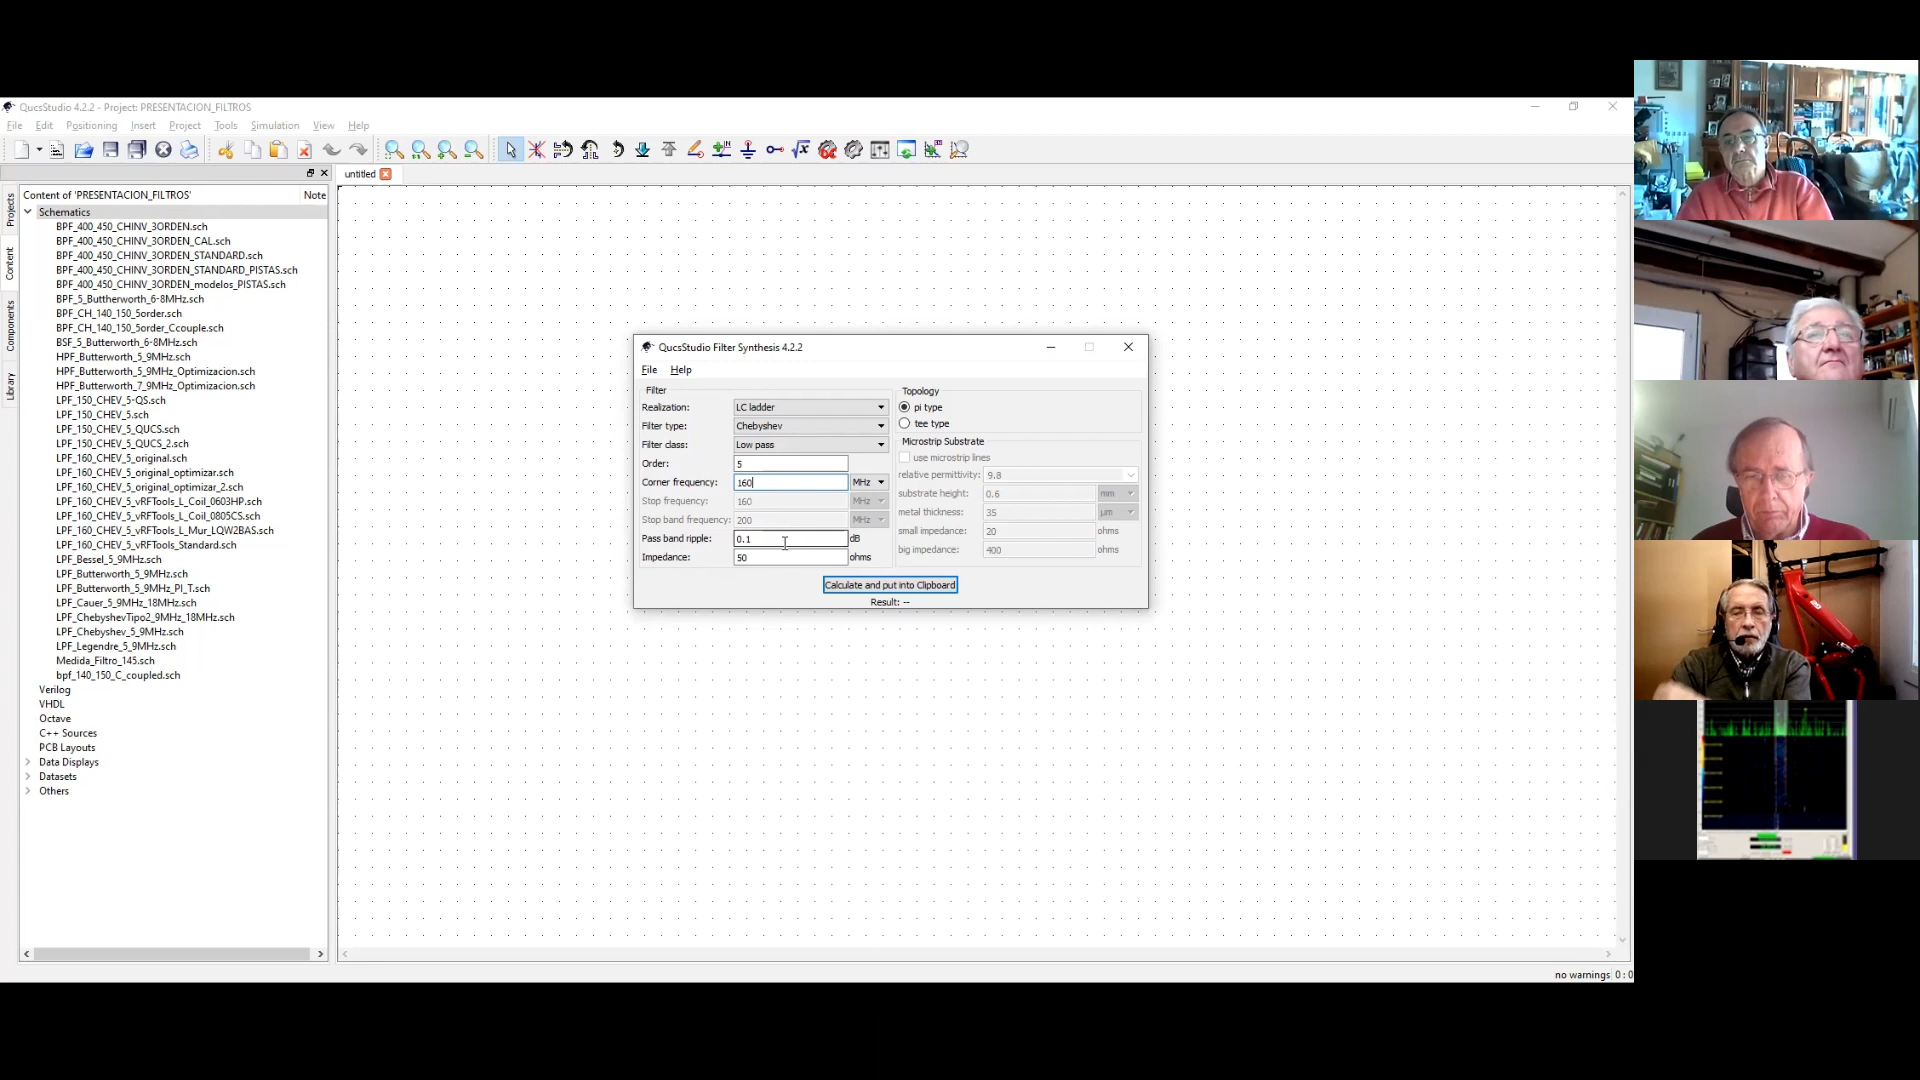 QucsStudio 4.2.2 - Project: PRESENTACION_FILTROS
File Edit Positioning Insert Project Tools Simulation View Help
untitled
Projects
Content
Components
Library
Content of 'PRESENTACION_FILTROS' Note
Schematics
BPF_400_450_CHINV_3ORDEN.sch
BPF_400_450_CHINV_3ORDEN_CAL.sch
BPF_400_450_CHINV_3ORDEN_STANDARD.sch
BPF_400_450_CHINV_3ORDEN_STANDARD_PISTAS.sch
BPF_400_450_CHINV_3ORDEN_modelos_PISTAS.sch
BPF_5_Buttherworth_6-8MHz.sch
BPF_CH_140_150_5order.sch
BPF_CH_140_150_5order_Ccouple.sch
BSF_5_Butterworth_6-8MHz.sch
HPF_Butterworth_5_9MHz.sch
HPF_Butterworth_5_9MHz_Optimizacion.sch
HPF_Butterworth_7_9MHz_Optimizacion.sch
LPF_150_CHEV_5-QS.sch
LPF_150_CHEV_5.sch
LPF_150_CHEV_5_QUCS.sch
LPF_150_CHEV_5_QUCS_2.sch
LPF_160_CHEV_5_original.sch
LPF_160_CHEV_5_original_optimizar.sch
LPF_160_CHEV_5_original_optimizar_2.sch
LPF_160_CHEV_5_vRFTools_L_Coil_0603HP.sch
LPF_160_CHEV_5_vRFTools_L_Coil_0805CS.sch
LPF_160_CHEV_5_vRFTools_L_Mur_LQW2BAS.sch
LPF_160_CHEV_5_vRFTools_Standard.sch
LPF_Bessel_5_9MHz.sch
LPF_Butterworth_5_9MHz.sch
LPF_Butterworth_5_9MHz_PI_T.sch
LPF_Cauer_5_9MHz_18MHz.sch
LPF_ChebyshevTipo2_9MHz_18MHz.sch
LPF_Chebyshev_5_9MHz.sch
LPF_Legendre_5_9MHz.sch
Medida_Filtro_145.sch
bpf_140_150_C_coupled.sch
Verilog
VHDL
Octave
C++ Sources
PCB Layouts
Data Displays
Datasets
Others
QucsStudio Filter Synthesis 4.2.2
File Help
Filter
Realization: LC ladder
Filter type: Chebyshev
Filter class: Low pass
Order: 5
Corner frequency: 160 MHz
Stop frequency: 160 MHz
Stop band frequency: 200 MHz
Pass band ripple: 0.1 dB
Impedance: 50 ohms
Topology
pi type
tee type
Microstrip Substrate
use microstrip lines
relative permittivity: 9.8
substrate height: 0.6 mm
metal thickness: 35 µm
small impedance: 20 ohms
big impedance: 400 ohms
Calculate and put into Clipboard
Result: --
no warnings 0 : 0